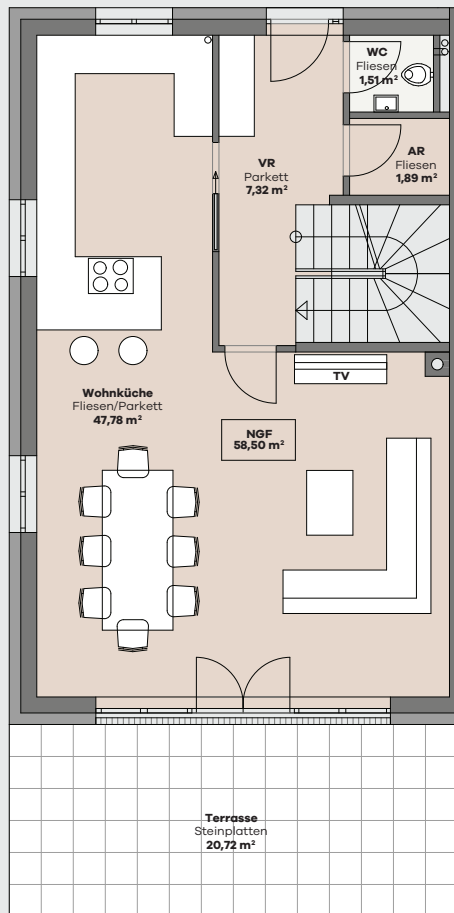 WC
Fliesen
1,51 m²
AR
Fliesen
1,89 m²
VR
Parkett
7,32 m²
TV
Wohnküche
Fliesen/Parkett
47,78 m²
NGF
58,50 m²
Terrasse
Steinplatten
20,72 m²